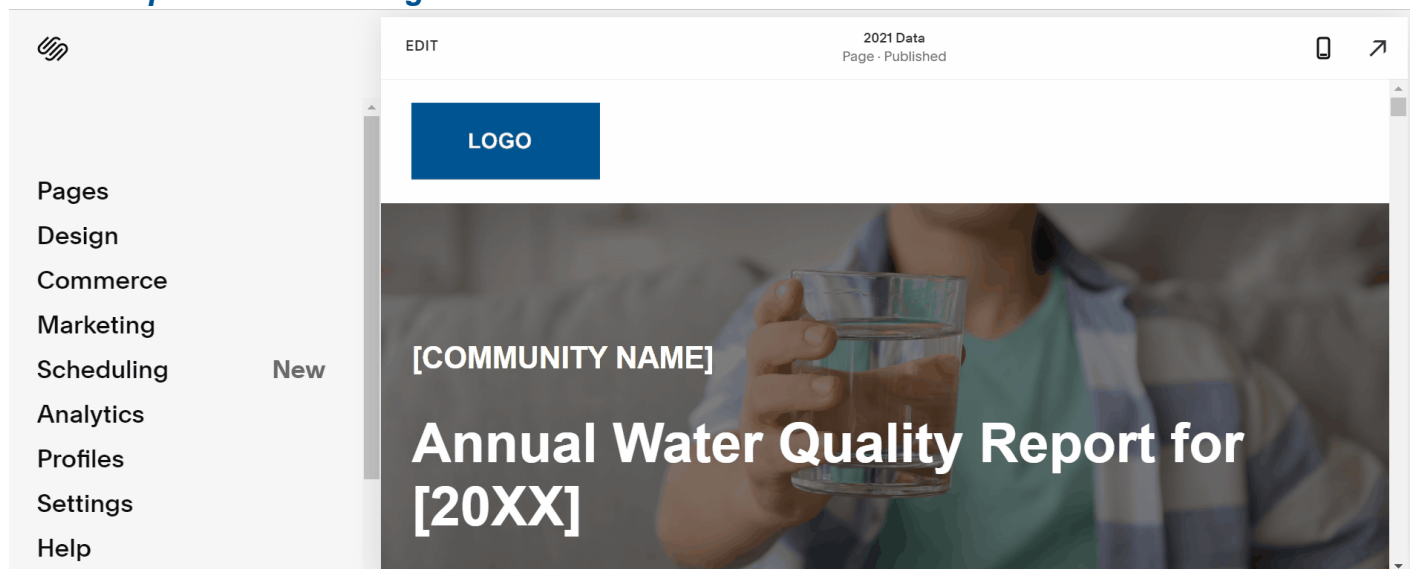 EDIT
2021 Data
Page · Published
LOGO
Pages
Design
Commerce
Marketing
Scheduling New
Analytics
Profiles
Settings
Help
[COMMUNITY NAME]
Annual Water Quality Report for
[20XX]